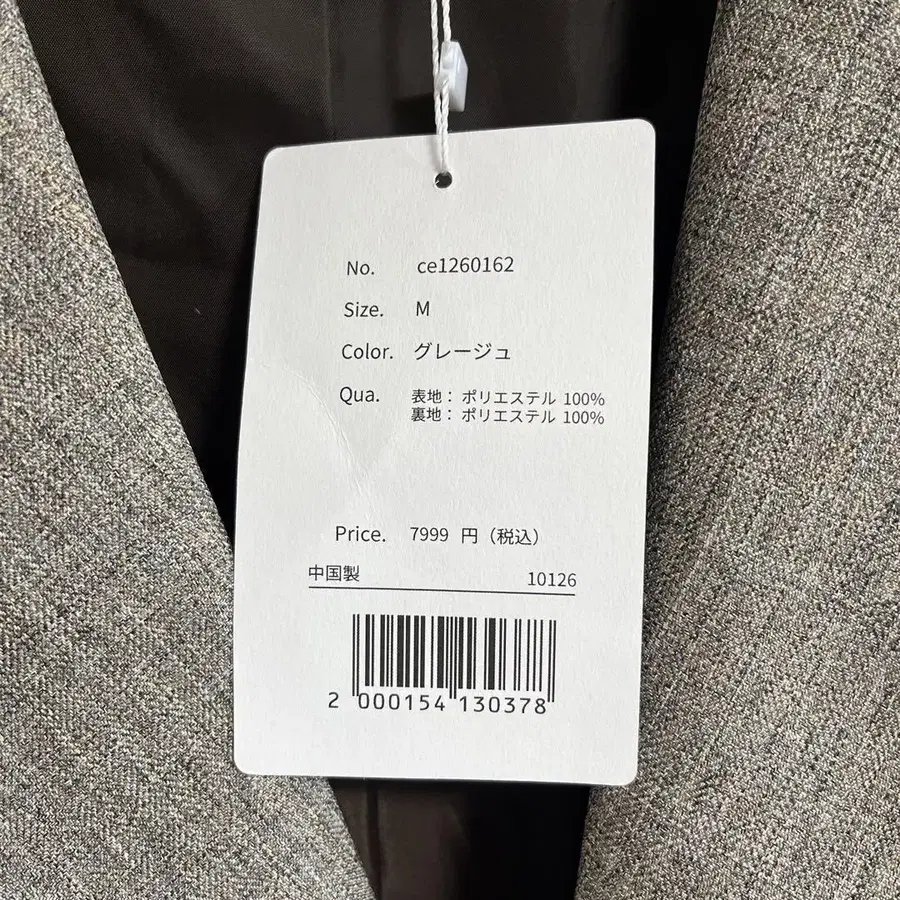 No. ce1260162
Size. M
Color. グレージュ
Qua. 表地：ポリエステル 100%
裏地：ポリエステル 100%
Price. 7999 円（税込）
中国製 10126
2 000154 130378